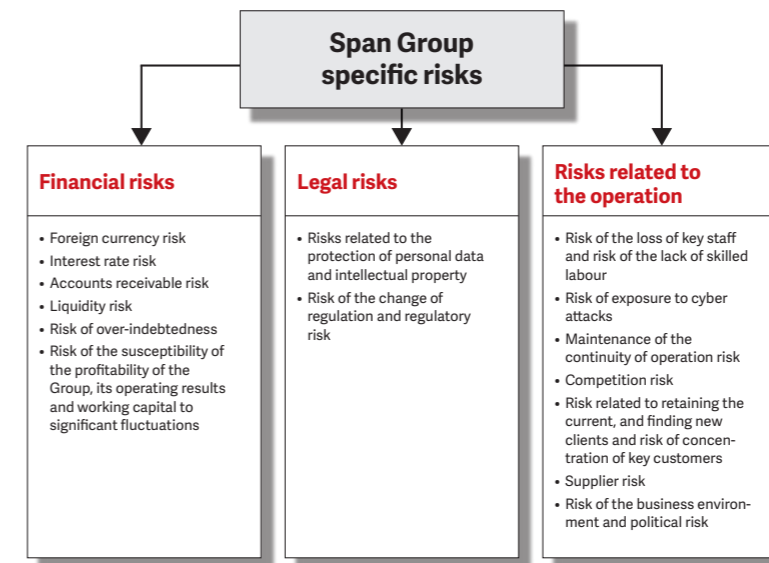 Span Group
specific risks
Financial risks
• Foreign currency risk
• Interest rate risk
• Accounts receivable risk
• Liquidity risk
• Risk of over-indebtedness
• Risk of the susceptibility of
the profitability of the
Group, its operating results
and working capital to
significant fluctuations
Legal risks
• Risks related to the
protection of personal data
and intellectual property
• Risk of the change of
regulation and regulatory
risk
Risks related to
the operation
• Risk of the loss of key staff
and risk of the lack of skilled
labour
• Risk of exposure to cyber
attacks
• Maintenance of the
continuity of operation risk
• Competition risk
• Risk related to retaining the
current, and finding new
clients and risk of concen-
tration of key customers
• Supplier risk
• Risk of the business environ-
ment and political risk